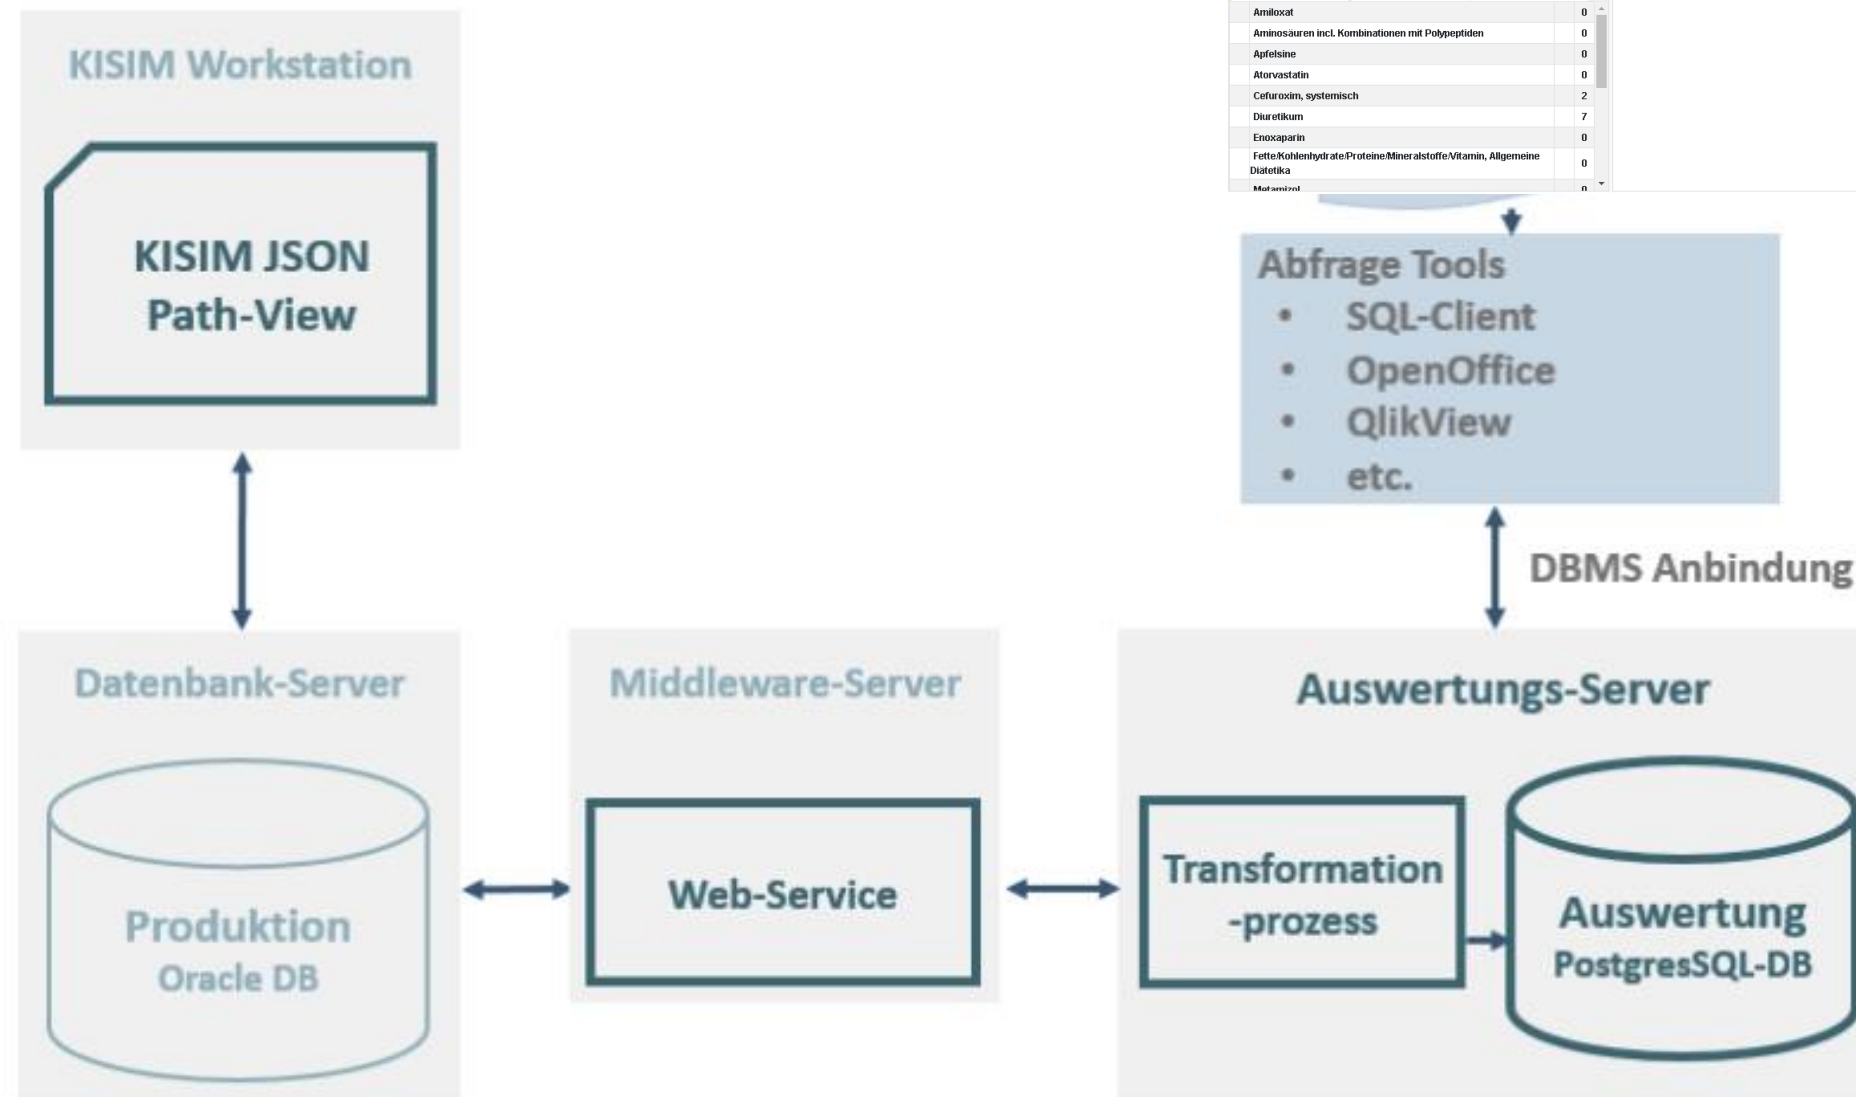 KISIM Workstation
KISIM JSON
Path-View
Amiloxat 0
Aminosäuren incl. Kombinationen mit Polypeptiden 0
Apfelsine 0
Atorvastatin 0
Cefuroxim, systemisch 2
Diuretikum 7
Enoxaparin 0
Fette/Kohlenhydrate/Proteine/Mineralstoffe/Vitamin, Allgemeine
Diätetika 0
Metamizol 0
Abfrage Tools
• SQL-Client
• OpenOffice
• QlikView
• etc.
DBMS Anbindung
Datenbank-Server
Produktion
Oracle DB
Middleware-Server
Web-Service
Auswertungs-Server
Transformation
-prozess
Auswertung
PostgresSQL-DB